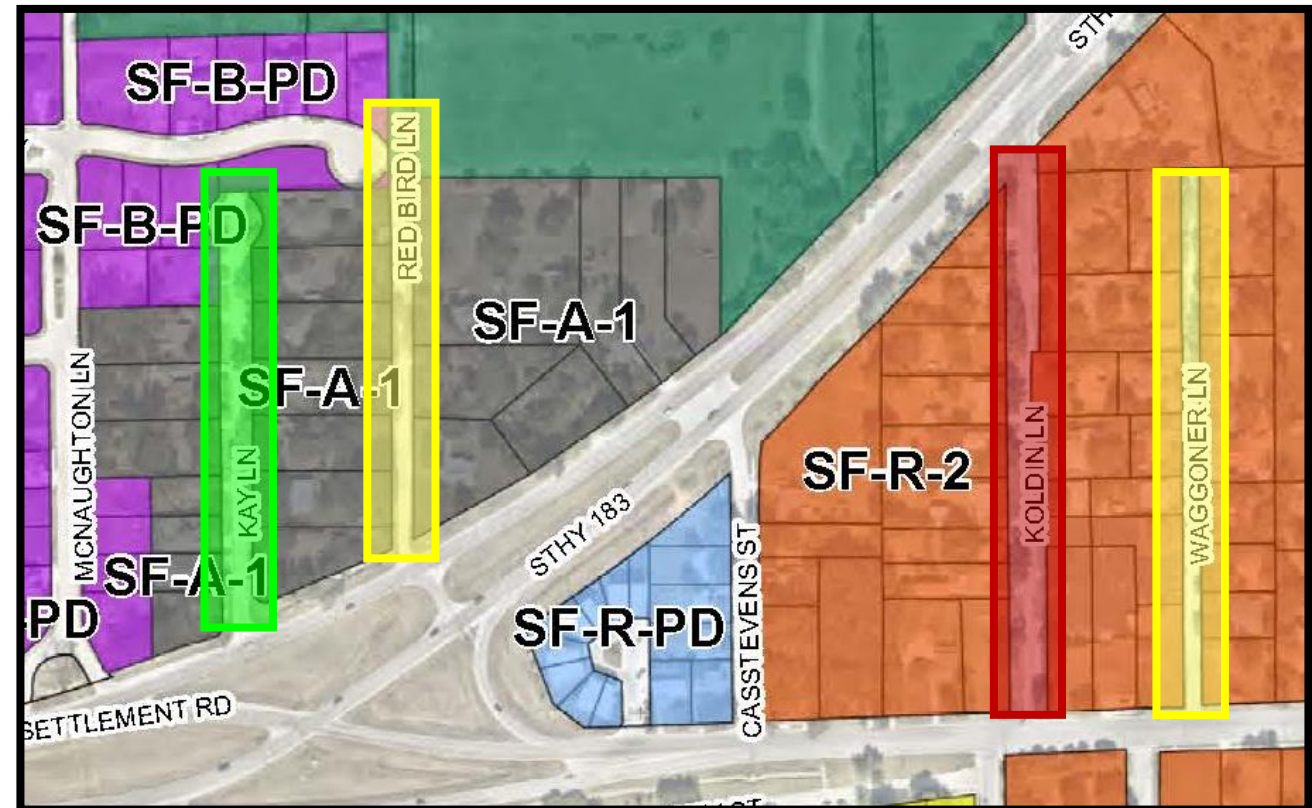 STH
SF-B-PD
RED BIRD LN
SF-B-PD
SF-A-1
SF-A-1
MCNAUGHTON LN
KAY LN
KOLDIN LN
WAGGONER LN
SF-R-2
STHY 183
CASSTEVENS ST
SF-A-1
-PD
SF-R-PD
SETTLEMENT RD